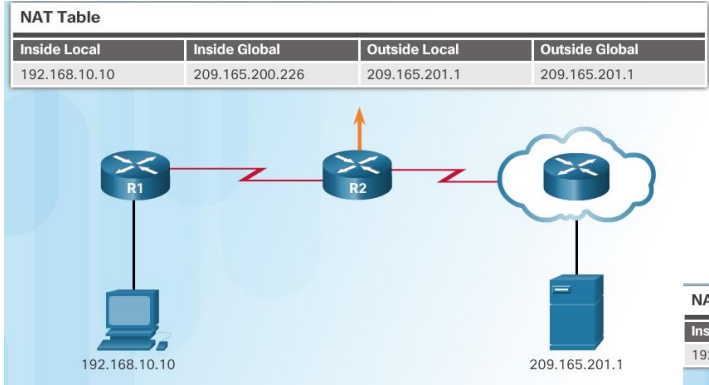 NAT Table
Inside Local Inside Global Outside Local Outside Global
192.168.10.10 209.165.200.226 209.165.201.1 209.165.201.1
R1 R2
192.168.10.10 209.165.201.1